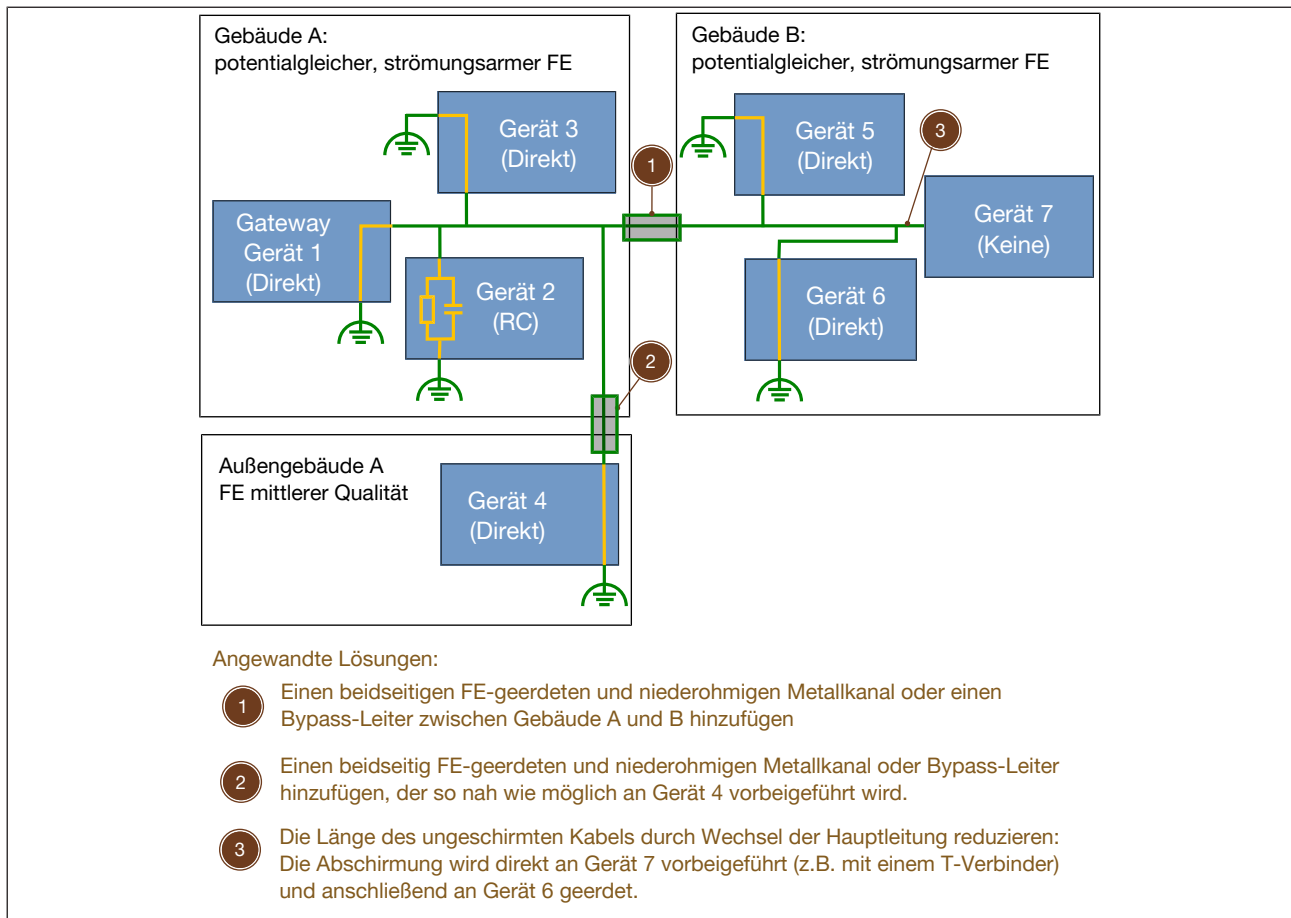 Gebäude A:
potentialgleicher, strömungsarmer FE
Gebäude B:
potentialgleicher, strömungsarmer FE
Gerät 3
(Direkt)
Gerät 5
(Direkt)
3
1
Gateway
Gerät 1
(Direkt)
Gerät 7
(Keine)
Gerät 2
(RC)
Gerät 6
(Direkt)
2
Außengebäude A
FE mittlerer Qualität
Gerät 4
(Direkt)
Angewandte Lösungen:
1
Einen beidseitigen FE-geerdeten und niederohmigen Metallkanal oder einen
Bypass-Leiter zwischen Gebäude A und B hinzufügen
2
Einen beidseitig FE-geerdeten und niederohmigen Metallkanal oder Bypass-Leiter
hinzufügen, der so nah wie möglich an Gerät 4 vorbeigeführt wird.
3
Die Länge des ungeschirmten Kabels durch Wechsel der Hauptleitung reduzieren:
Die Abschirmung wird direkt an Gerät 7 vorbeigeführt (z.B. mit einem T-Verbinder)
und anschließend an Gerät 6 geerdet.